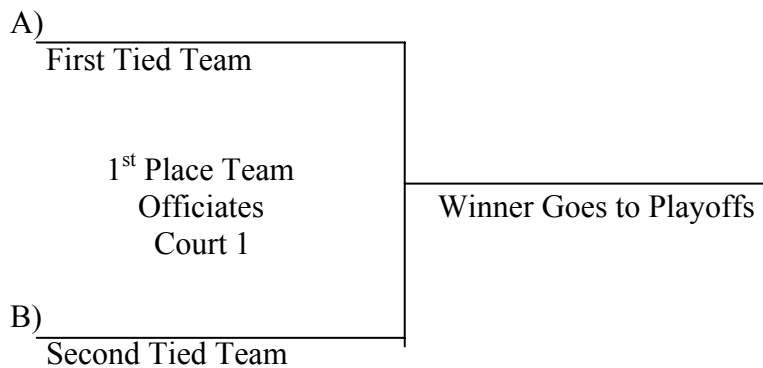 A)
First Tied Team
1st Place Team
Officiates
Court 1
Winner Goes to Playoffs
B)
Second Tied Team